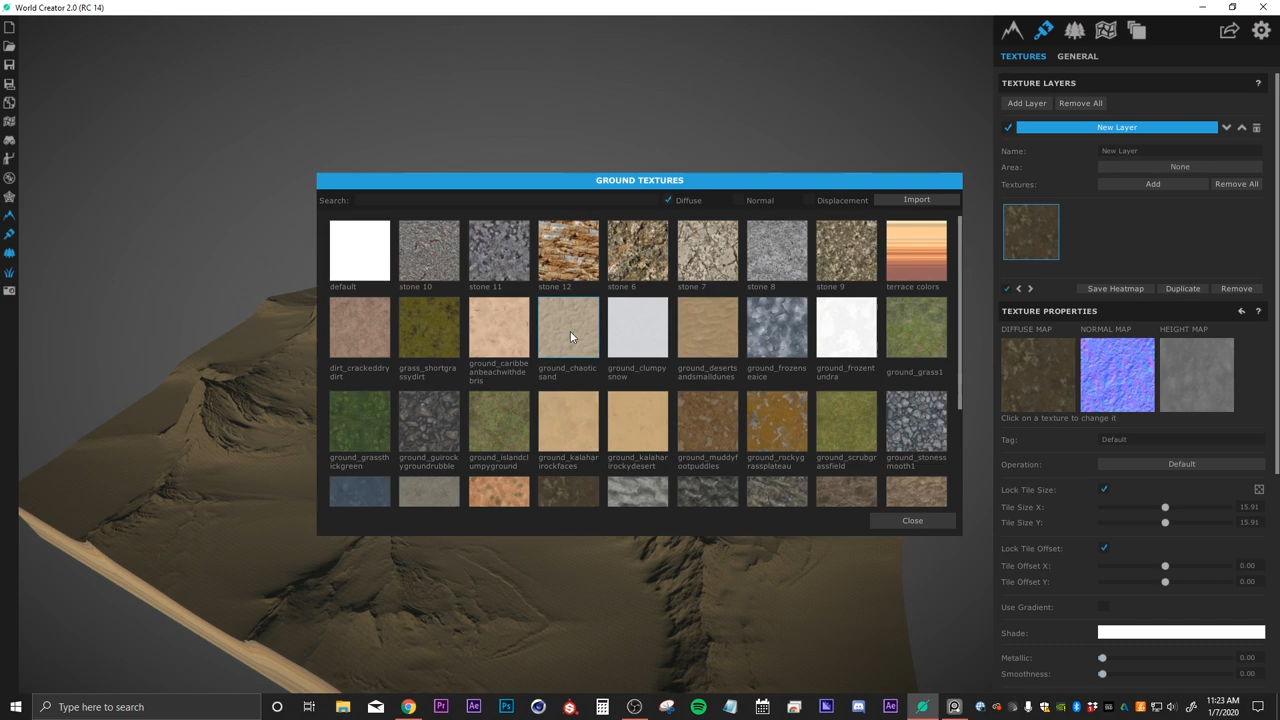 World Creator 2.0 (RC 14)
TEXTURES GENERAL
TEXTURE LAYERS ?
Add Layer Remove All
New Layer
Name: New Layer
Area: None
Textures: Add Remove All
Save Heatmap Duplicate Remove
TEXTURE PROPERTIES ?
DIFFUSE MAP NORMAL MAP HEIGHT MAP
Click on a texture to change it
Tag: Default
Operation: Default
Lock Tile Size:
Tile Size X: 15.91
Tile Size Y: 15.91
Lock Tile Offset:
Tile Offset X: 0.00
Tile Offset Y: 0.00
Use Gradient:
Shade:
Metallic: 0.00
Smoothness: 0.00
GROUND TEXTURES
Search: Diffuse Normal Displacement Import
default stone 10 stone 11 stone 12 stone 6 stone 7 stone 8 stone 9 terrace colors
dirt_crackeddry
dirt
grass_shortgra
ssydirt
ground_caribbe
anbeachwithde
bris
ground_chaotic
sand
ground_clumpy
snow
ground_deserts
andsmalldunes
ground_frozens
eaice
ground_frozent
undra
ground_grass1
ground_grassth
ickgreen
ground_guirock
ygroundrubble
ground_islandcl
umpyground
ground_kalahar
irockfaces
ground_kalahar
irockydesert
ground_muddyf
ootpuddles
ground_rockyg
rassplateau
ground_scrubgr
assfield
ground_stoness
mooth1
Close
Type here to search
Pr Ae Ps Ae
11:23 AM
1/7/2020